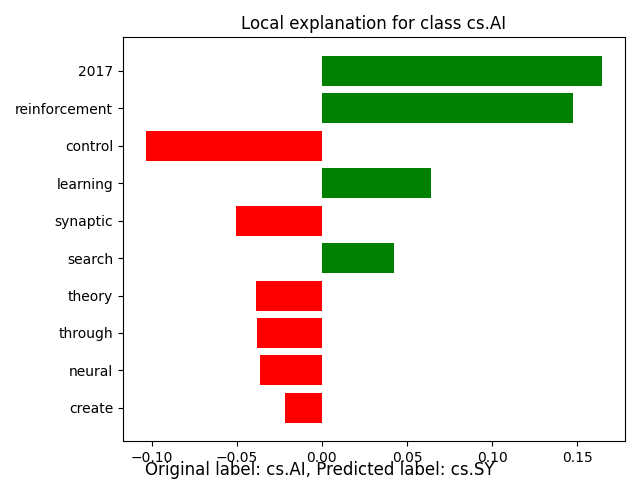 Local explanation for class cs.AI
2017
reinforcement
control
learning
synaptic
search
theory
through
neural
create
−0.10 −0.05 0.00 0.05 0.10 0.15
Original label: cs.AI, Predicted label: cs.SY